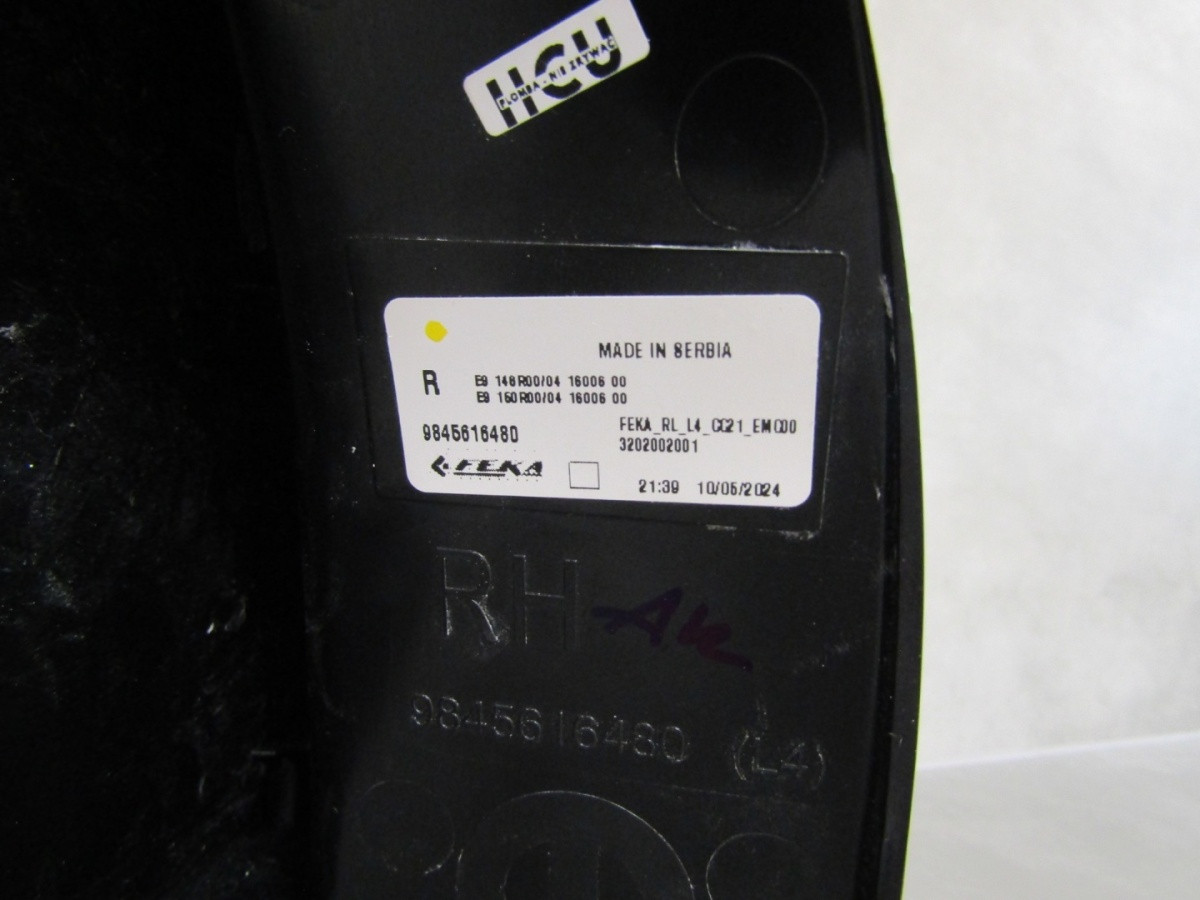 HCU
PLOMBA - NIE ZRYWAĆ
MADE IN SERBIA
R
E9 148R00/04 16006 00
E9 150R00/04 16006 00
9845616480
FEKA_RL_L4_CC21_EMC00
3202002001
FEKA
21:39 10/05/2024
RH
9845616480 (L4)